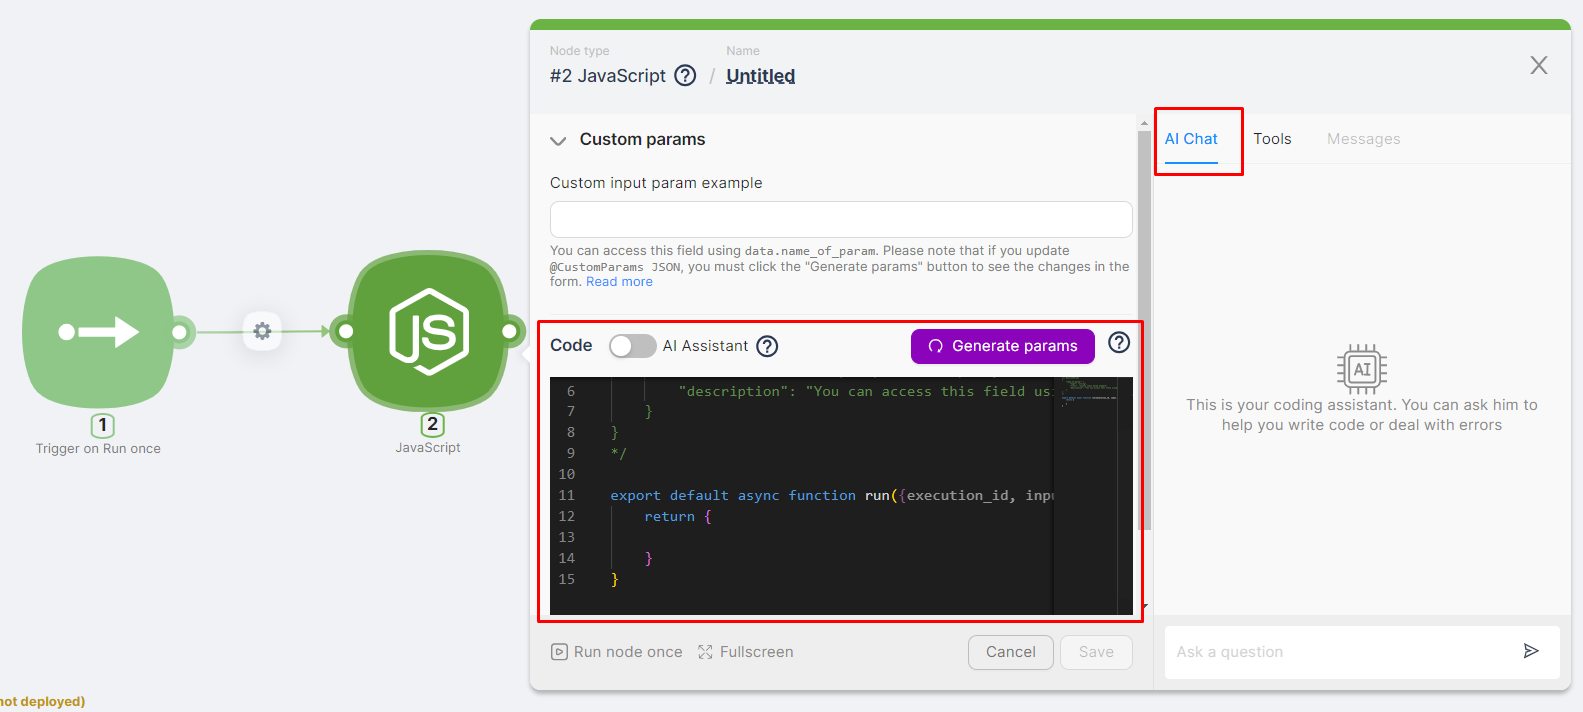 Node type
Name
#2 JavaScript ? / Untitled
X
Custom params
Custom input param example
You can access this field using data.name_of_param. Please note that if you update
@CustomParams JSON, you must click the "Generate params" button to see the changes in the
form. Read more
Code
AI Assistant ?
Generate params
?
6 "description": "You can access this field us
7 }
8 }
9 */
10
11 export default async function run({execution_id, inpu
12 return {
13
14 }
15 }
Run node once
Fullscreen
Cancel
Save
AI Chat
Tools
Messages
AI
This is your coding assistant. You can ask him to
help you write code or deal with errors
Ask a question
JS
1
2
Trigger on Run once
JavaScript
not deployed)